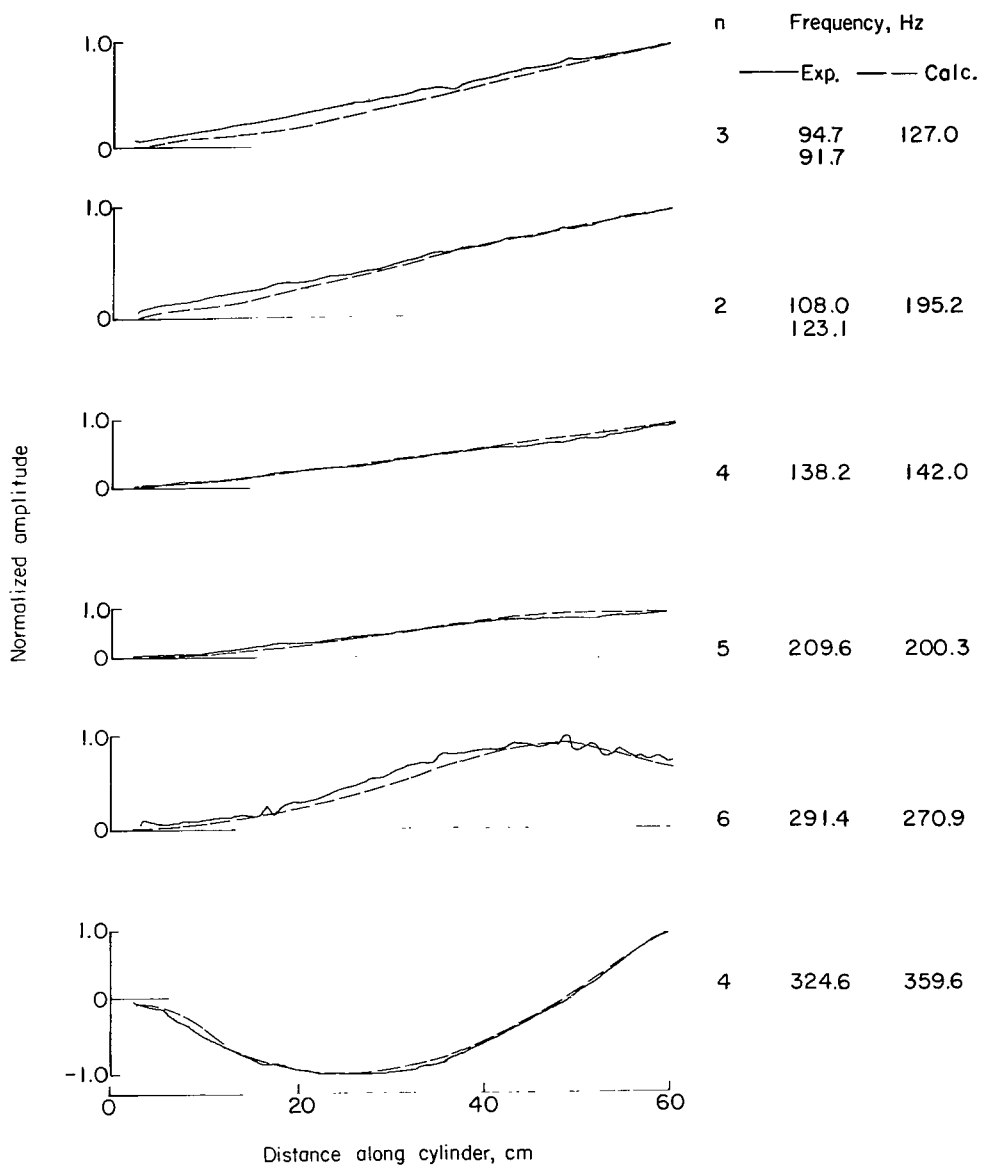 n Frequency, Hz
Exp. Calc.
1.0
0
3 94.7 127.0
91.7
1.0
0
2 108.0 195.2
123.1
1.0
0
4 138.2 142.0
Normalized amplitude
1.0
0
5 209.6 200.3
1.0
0
6 291.4 270.9
1.0
0
-1.0
4 324.6 359.6
0 20 40 60
Distance along cylinder, cm